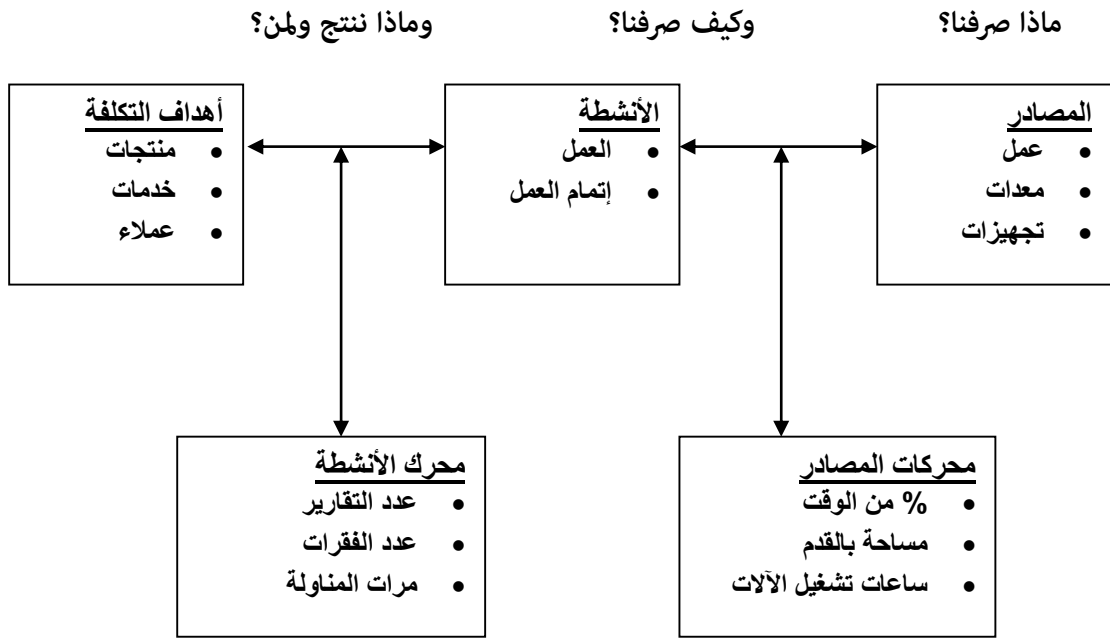 ماذا صرفنا؟
وكيف صرفنا؟
وماذا ننتج ولمن؟
المصادر
• عمل
• معدات
• تجهيزات
الأنشطة
• العمل
• إتمام العمل
أهداف التكلفة
• منتجات
• خدمات
• عملاء
محركات المصادر
• % من الوقت
• مساحة بالقدم
• ساعات تشغيل الآلات
محرك الأنشطة
• عدد التقارير
• عدد الفقرات
• مرات المناولة